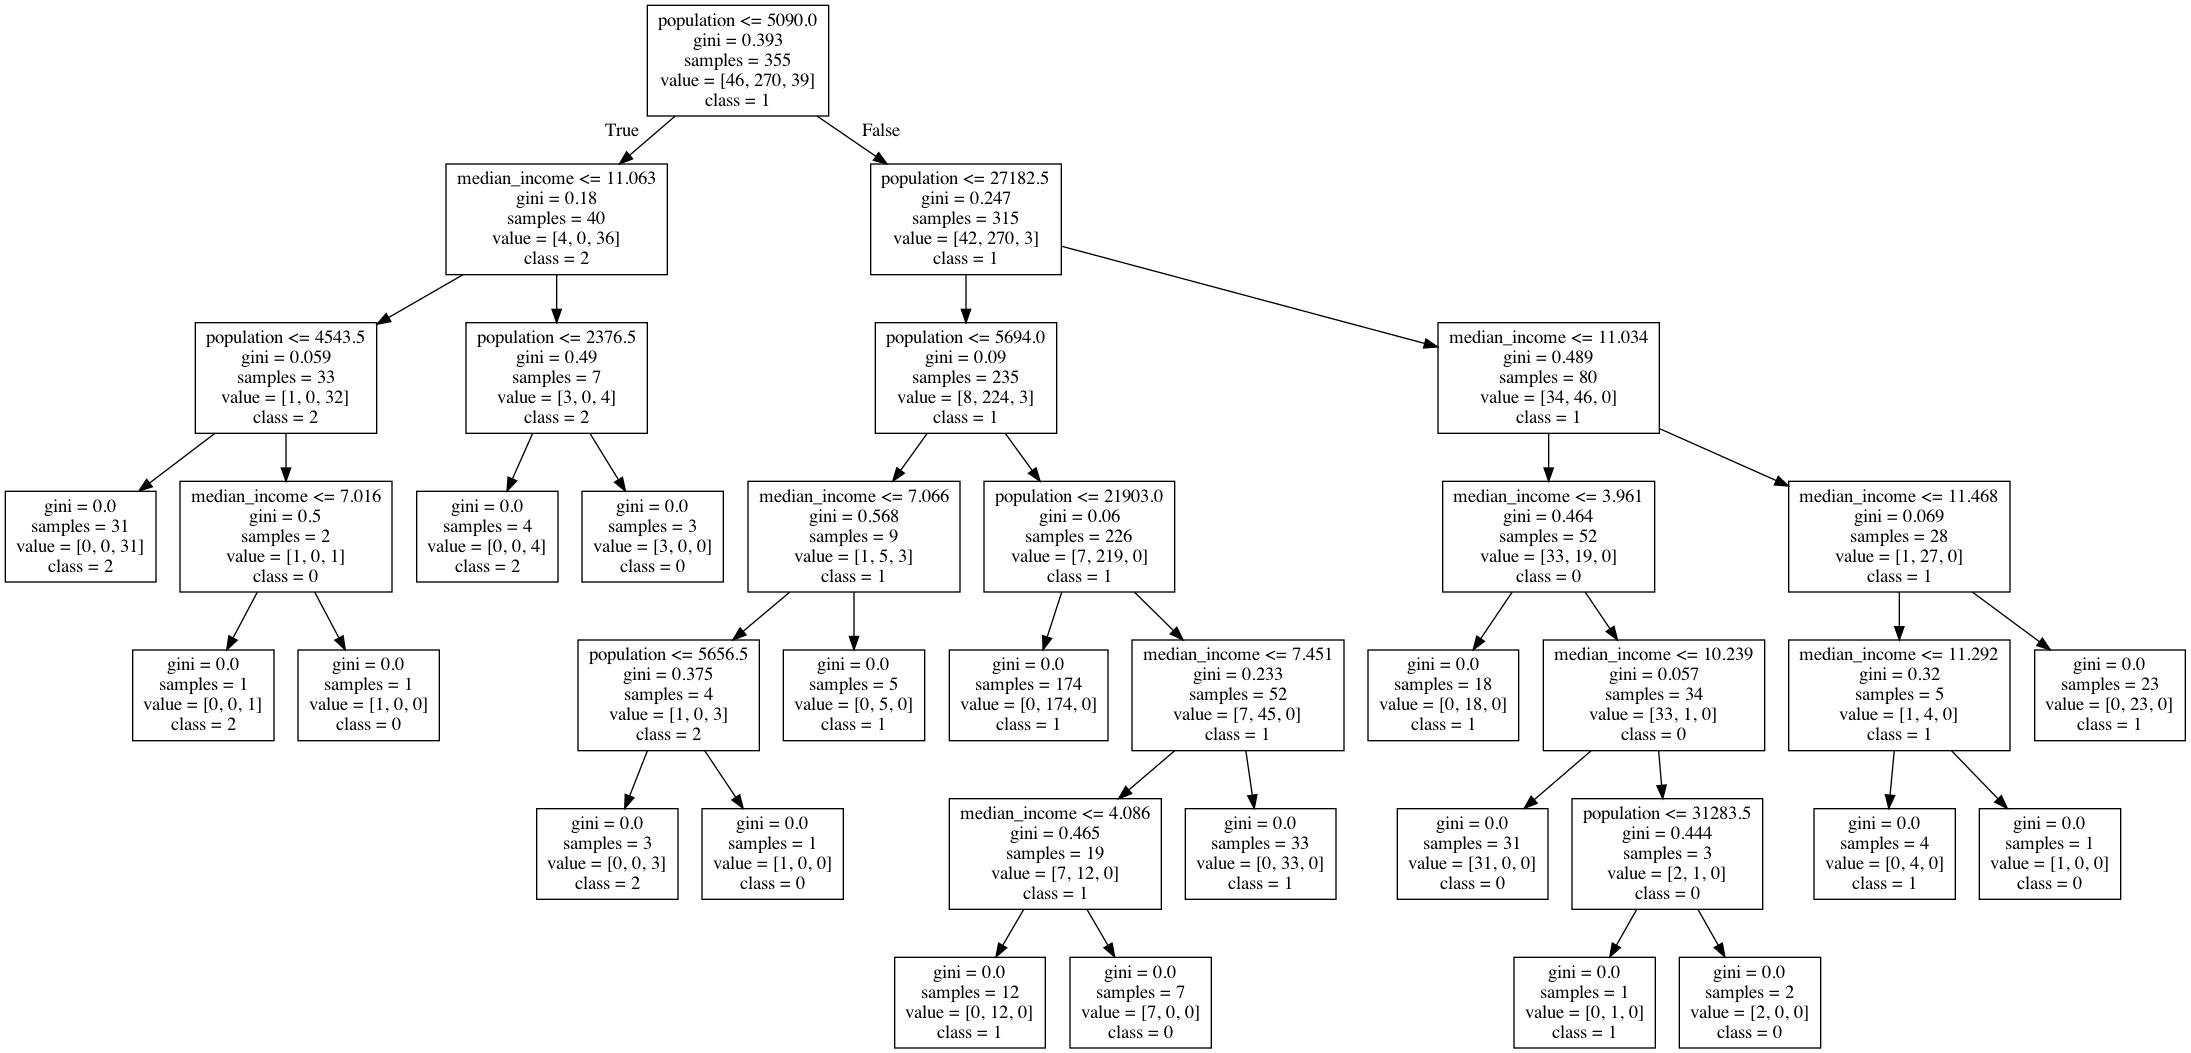 population <= 5090.0
gini = 0.393
samples = 355
value = [46, 270, 39]
class = 1
True
False
median_income <= 11.063
gini = 0.18
samples = 40
value = [4, 0, 36]
class = 2
population <= 27182.5
gini = 0.247
samples = 315
value = [42, 270, 3]
class = 1
population <= 4543.5
gini = 0.059
samples = 33
value = [1, 0, 32]
class = 2
population <= 2376.5
gini = 0.49
samples = 7
value = [3, 0, 4]
class = 2
population <= 5694.0
gini = 0.09
samples = 235
value = [8, 224, 3]
class = 1
median_income <= 11.034
gini = 0.489
samples = 80
value = [34, 46, 0]
class = 1
gini = 0.0
samples = 31
value = [0, 0, 31]
class = 2
median_income <= 7.016
gini = 0.5
samples = 2
value = [1, 0, 1]
class = 0
gini = 0.0
samples = 4
value = [0, 0, 4]
class = 2
gini = 0.0
samples = 3
value = [3, 0, 0]
class = 0
median_income <= 7.066
gini = 0.568
samples = 9
value = [1, 5, 3]
class = 1
population <= 21903.0
gini = 0.06
samples = 226
value = [7, 219, 0]
class = 1
median_income <= 3.961
gini = 0.464
samples = 52
value = [33, 19, 0]
class = 0
median_income <= 11.468
gini = 0.069
samples = 28
value = [1, 27, 0]
class = 1
gini = 0.0
samples = 1
value = [0, 0, 1]
class = 2
gini = 0.0
samples = 1
value = [1, 0, 0]
class = 0
population <= 5656.5
gini = 0.375
samples = 4
value = [1, 0, 3]
class = 2
gini = 0.0
samples = 5
value = [0, 5, 0]
class = 1
gini = 0.0
samples = 174
value = [0, 174, 0]
class = 1
median_income <= 7.451
gini = 0.233
samples = 52
value = [7, 45, 0]
class = 1
gini = 0.0
samples = 18
value = [0, 18, 0]
class = 1
median_income <= 10.239
gini = 0.057
samples = 34
value = [33, 1, 0]
class = 0
median_income <= 11.292
gini = 0.32
samples = 5
value = [1, 4, 0]
class = 1
gini = 0.0
samples = 23
value = [0, 23, 0]
class = 1
gini = 0.0
samples = 3
value = [0, 0, 3]
class = 2
gini = 0.0
samples = 1
value = [1, 0, 0]
class = 0
median_income <= 4.086
gini = 0.465
samples = 19
value = [7, 12, 0]
class = 1
gini = 0.0
samples = 33
value = [0, 33, 0]
class = 1
gini = 0.0
samples = 31
value = [31, 0, 0]
class = 0
population <= 31283.5
gini = 0.444
samples = 3
value = [2, 1, 0]
class = 0
gini = 0.0
samples = 4
value = [0, 4, 0]
class = 1
gini = 0.0
samples = 1
value = [1, 0, 0]
class = 0
gini = 0.0
samples = 12
value = [0, 12, 0]
class = 1
gini = 0.0
samples = 7
value = [7, 0, 0]
class = 0
gini = 0.0
samples = 1
value = [0, 1, 0]
class = 1
gini = 0.0
samples = 2
value = [2, 0, 0]
class = 0